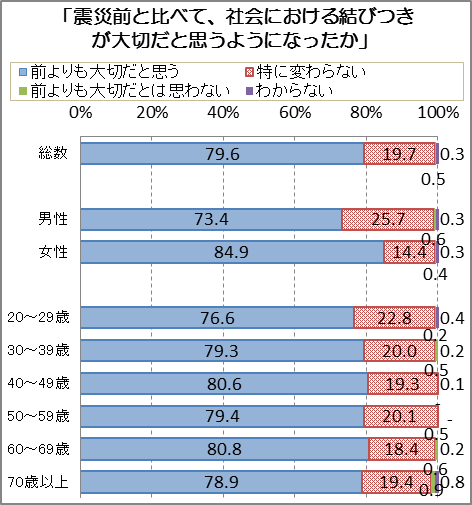 「震災前と比べて、社会における結びつき
が大切だと思うようになったか」
前よりも大切だと思う 特に変わらない
前よりも大切だとは思わない わからない
0% 20% 40% 60% 80% 100%
総数 79.6 19.7 0.3
0.5
男性 73.4 25.7 0.3
0.6
女性 84.9 14.4 0.3
0.4
20～29歳 76.6 22.8 0.4
0.2
30～39歳 79.3 20.0 0.2
0.5
40～49歳 80.6 19.3 0.1
-
50～59歳 79.4 20.1 -
0.5
60～69歳 80.8 18.4 0.2
0.6
70歳以上 78.9 19.4 0.8
0.9